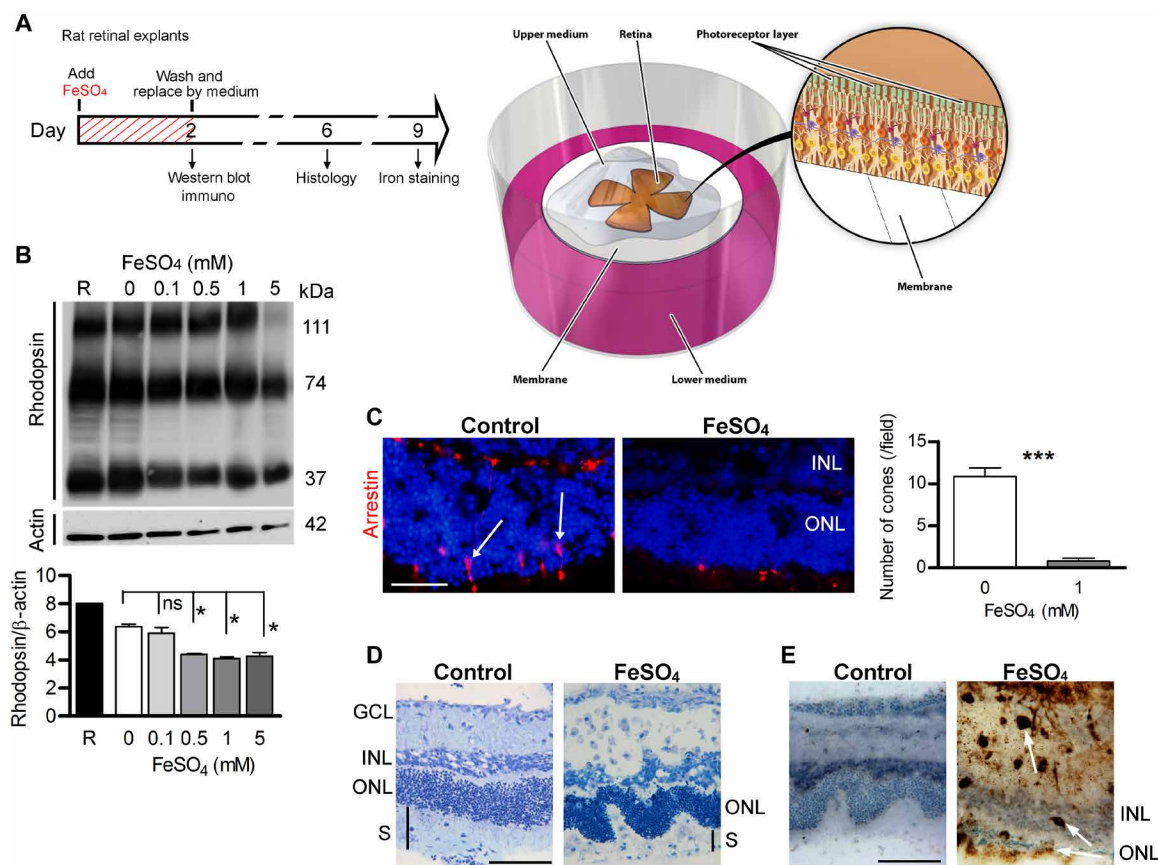 A
Rat retinal explants
Add
FeSO₄
Wash and
replace by medium
Day
2
6
9
Western blot
immuno
Histology
Iron staining
Upper medium
Retina
Photoreceptor layer
Membrane
Lower medium
Membrane
B
FeSO₄ (mM)
R 0 0.1 0.5 1 5 kDa
Rhodopsin
111
74
37
Actin
42
Rhodopsin/β-actin
10
8
6
4
2
0
ns
*
*
*
R 0 0.1 0.5 1 5
FeSO₄ (mM)
C
Control
FeSO₄
Arrestin
INL
ONL
Number of cones (/field)
15
10
5
0
***
0 1
FeSO₄ (mM)
D
Control
FeSO₄
GCL
INL
ONL
S
ONL
S
E
Control
FeSO₄
INL
ONL